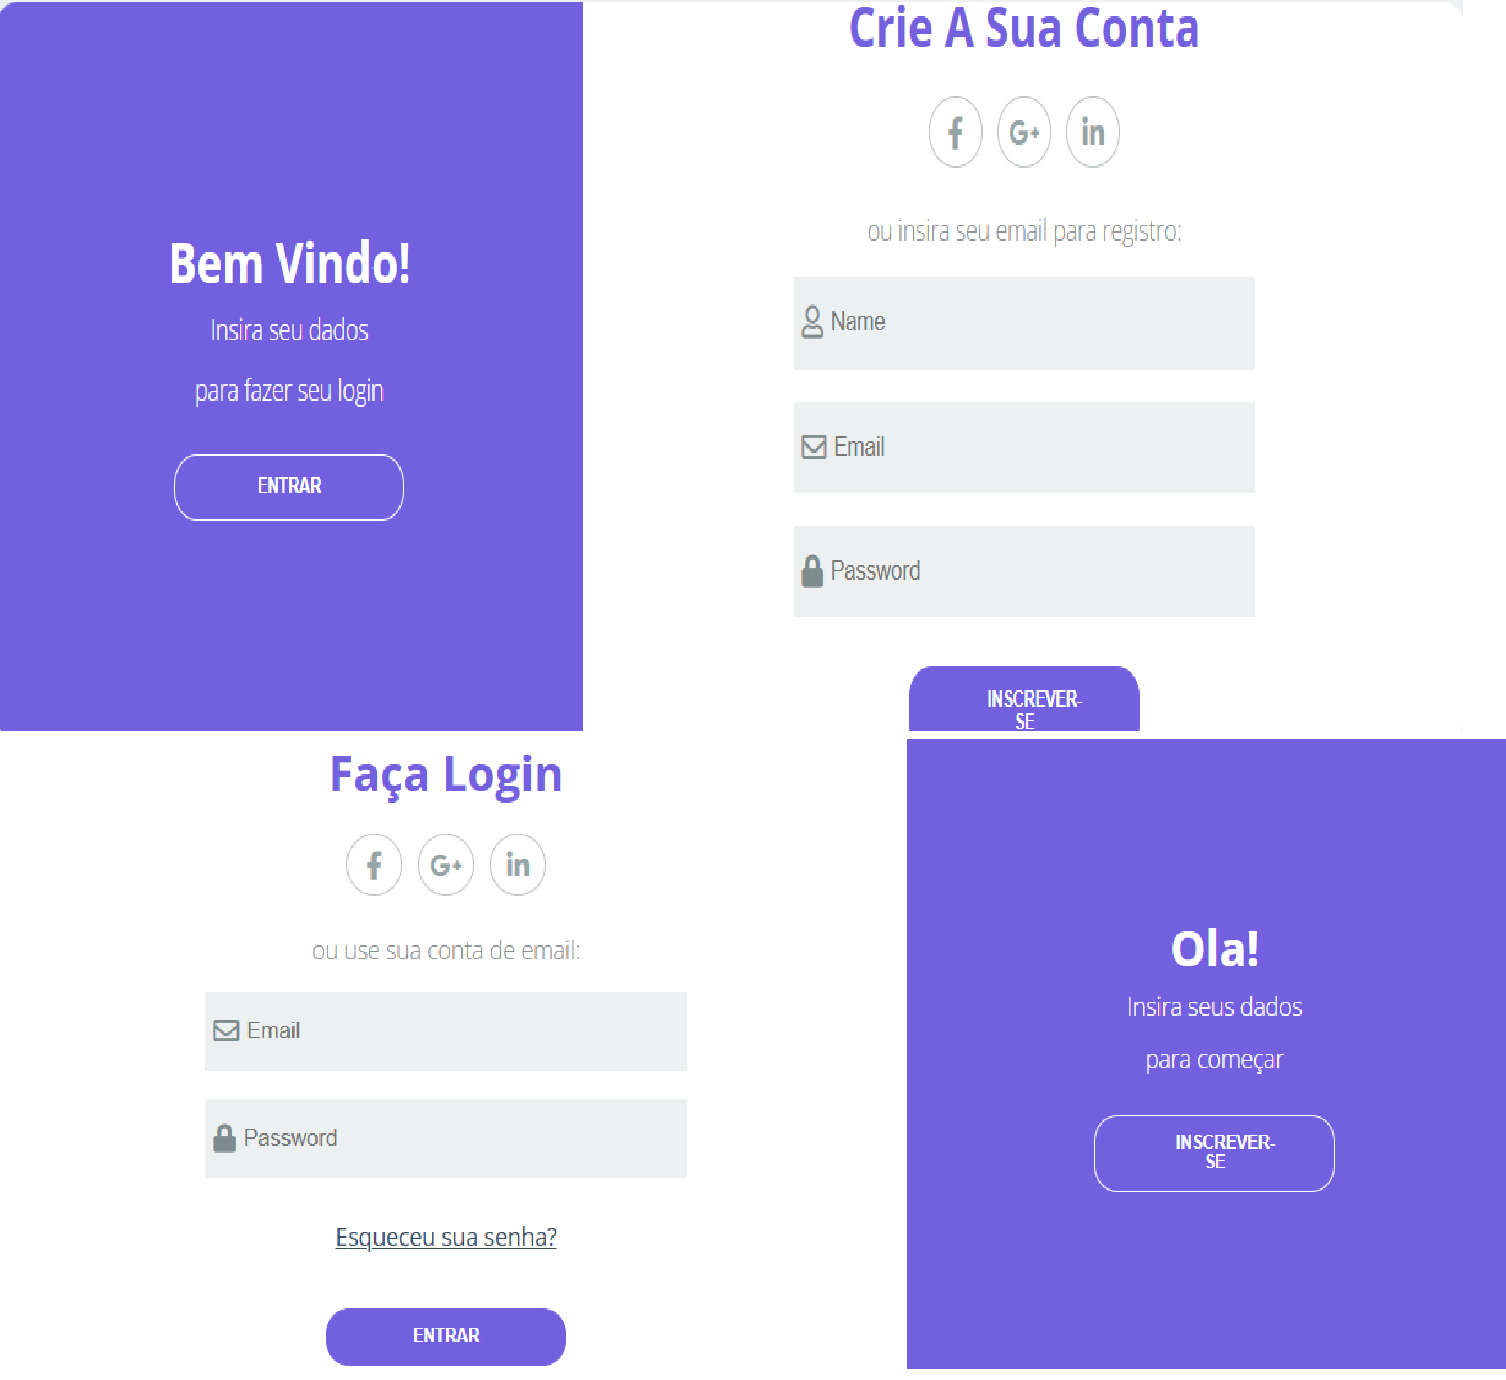 Bem Vindo!
Insira seu dados
para fazer seu login
ENTRAR
Crie A Sua Conta
f G+ in
ou insira seu email para registro:
Name
Email
Password
INSCREVER-
SE
Faça Login
f G+ in
ou use sua conta de email:
Email
Password
Esqueceu sua senha?
ENTRAR
Ola!
Insira seus dados
para começar
INSCREVER-
SE